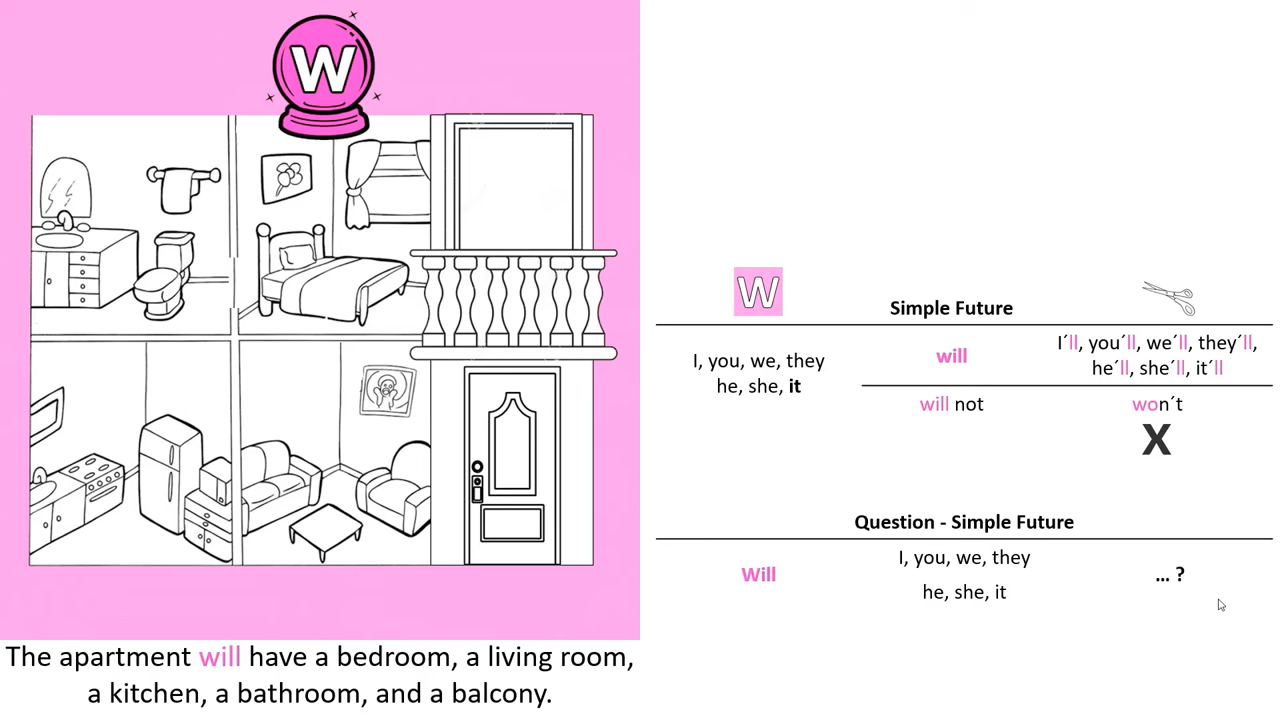 W
The apartment will have a bedroom, a living room,
a kitchen, a bathroom, and a balcony.
W
Simple Future
I, you, we, they
he, she, it
will
I´ll, you´ll, we´ll, they´ll,
he´ll, she´ll, it´ll
will not
won´t
X
Question - Simple Future
Will
I, you, we, they
he, she, it
... ?